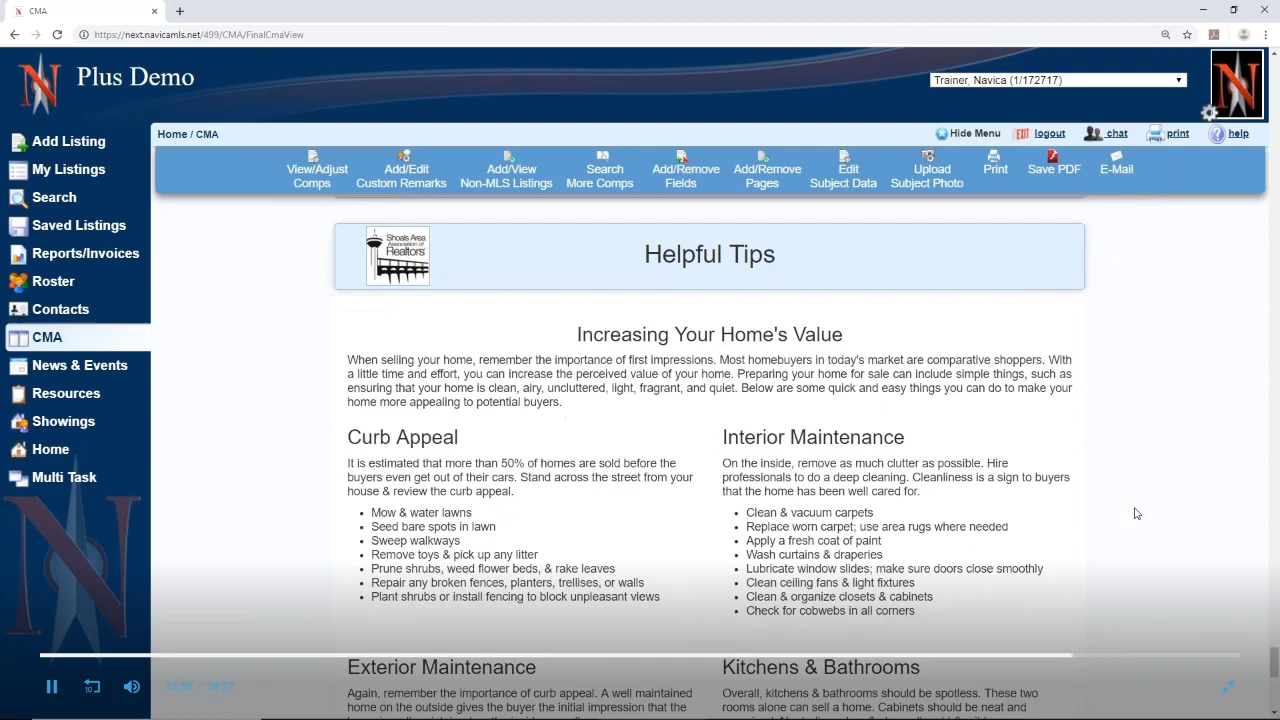 CMA
https://next.navicamls.net/499/CMA/FinalCmaView
Plus Demo
Trainer, Navica (1/172717)
Home / CMA
Hide Menu
EXIT logout
chat
print
help
Add Listing
My Listings
Search
Saved Listings
Reports/Invoices
Roster
Contacts
CMA
News & Events
Resources
Showings
Home
Multi Task
View/Adjust
Comps
Add/Edit
Custom Remarks
Add/View
Non-MLS Listings
Search
More Comps
Add/Remove
Fields
Add/Remove
Pages
Edit
Subject Data
Upload
Subject Photo
Print
Save PDF
E-Mail
Shoals Area
Association of
Realtors
Helpful Tips
Increasing Your Home's Value
When selling your home, remember the importance of first impressions. Most homebuyers in today's market are comparative shoppers. With
a little time and effort, you can increase the perceived value of your home. Preparing your home for sale can include simple things, such as
ensuring that your home is clean, airy, uncluttered, light, fragrant, and quiet. Below are some quick and easy things you can do to make your
home more appealing to potential buyers.
Curb Appeal
It is estimated that more than 50% of homes are sold before the
buyers even get out of their cars. Stand across the street from your
house & review the curb appeal.
• Mow & water lawns
• Seed bare spots in lawn
• Sweep walkways
• Remove toys & pick up any litter
• Prune shrubs, weed flower beds, & rake leaves
• Repair any broken fences, planters, trellises, or walls
• Plant shrubs or install fencing to block unpleasant views
Interior Maintenance
On the inside, remove as much clutter as possible. Hire
professionals to do a deep cleaning. Cleanliness is a sign to buyers
that the home has been well cared for.
• Clean & vacuum carpets
• Replace worn carpet; use area rugs where needed
• Apply a fresh coat of paint
• Wash curtains & draperies
• Lubricate window slides; make sure doors close smoothly
• Clean ceiling fans & light fixtures
• Clean & organize closets & cabinets
• Check for cobwebs in all corners
Exterior Maintenance
Again, remember the importance of curb appeal. A well maintained
home on the outside gives the buyer the initial impression that the
Kitchens & Bathrooms
Overall, kitchens & bathrooms should be spotless. These two
rooms alone can sell a home. Cabinets should be neat and
10
33:50 39:22